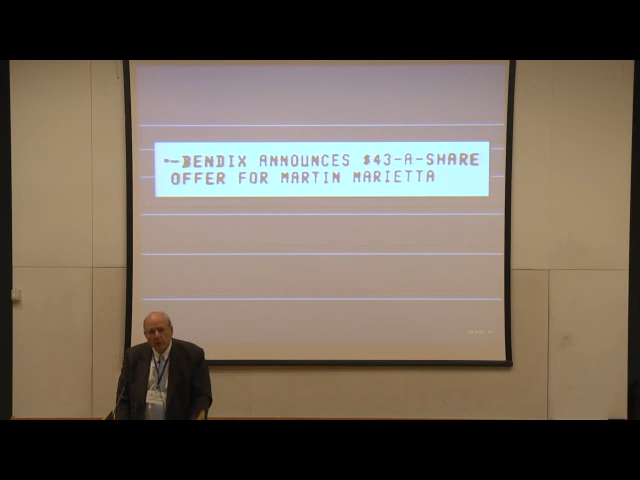 •—BENDIX ANNOUNCES $43-A-SHARE
OFFER FOR MARTIN MARIETTA